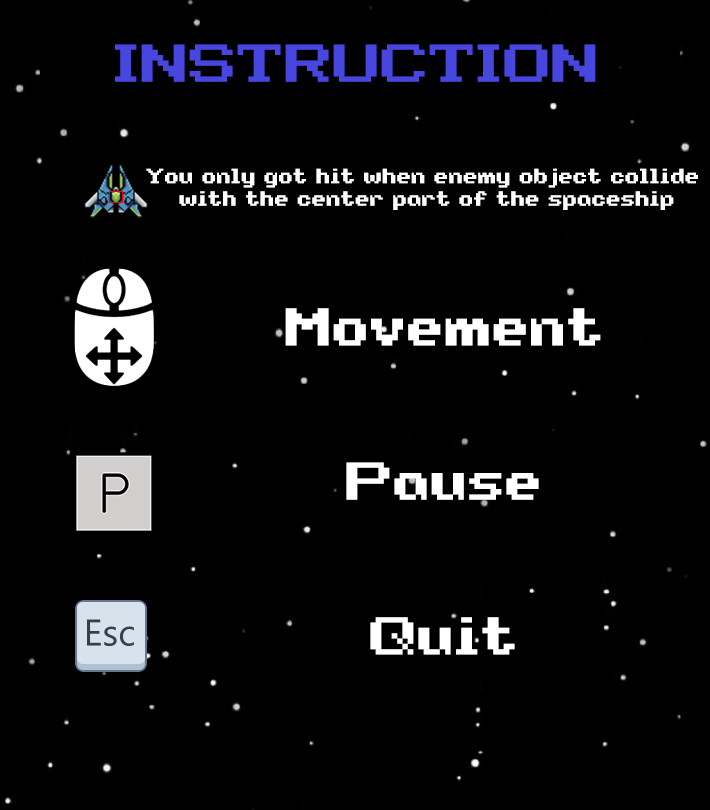 INSTRUCTION
You only got hit when enemy object collide
with the center part of the spaceship
Movement
P
Pause
Esc
Quit